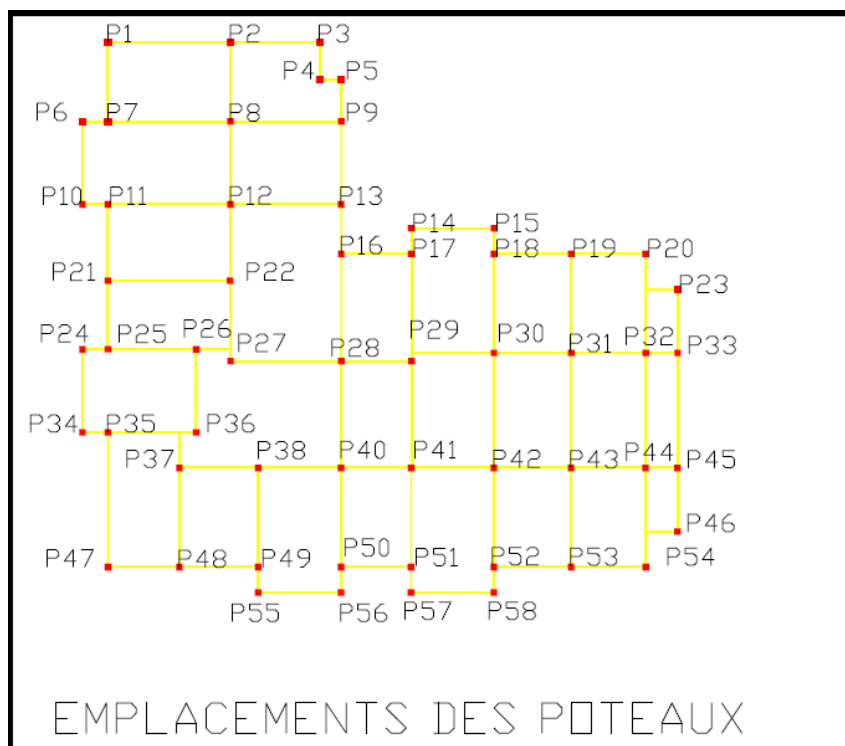 P1 P2 P3
P4 P5
P6 P7 P8 P9
P10 P11 P12 P13
P14 P15
P16 P17 P18 P19 P20
P21 P22 P23
P24 P25 P26 P27 P28 P29 P30 P31 P32 P33
P34 P35 P36
P37 P38 P40 P41 P42 P43 P44 P45
P46
P47 P48 P49 P50 P51 P52 P53 P54
P55 P56 P57 P58
EMPLACEMENTS DES POTEAUX